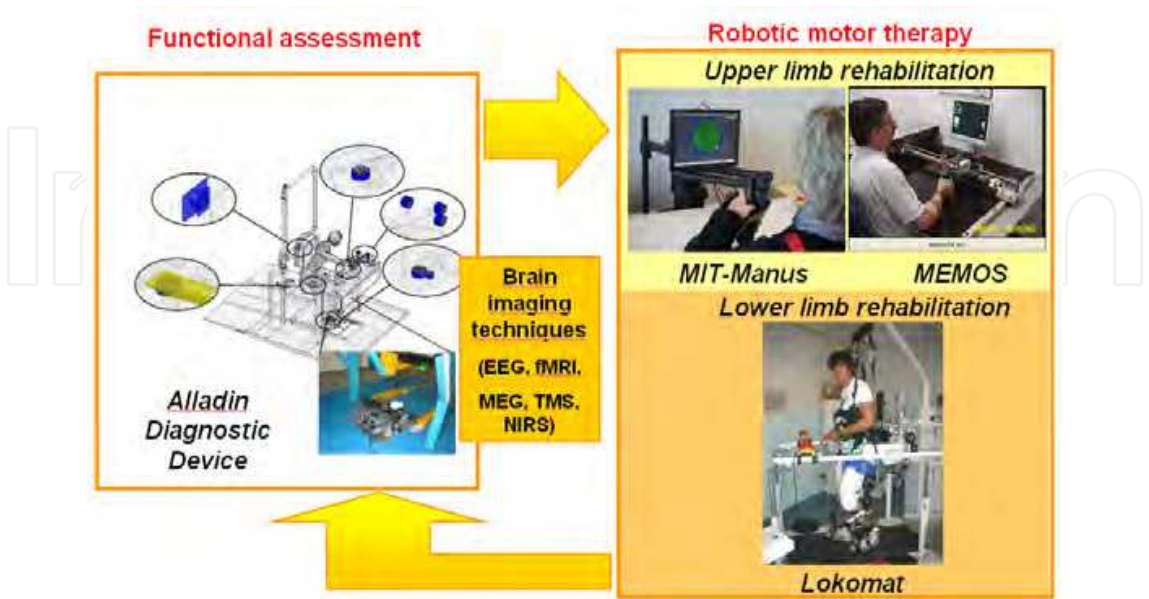 Functional assessment
Alladin
Diagnostic
Device
Brain
imaging
techniques
(EEG, fMRI,
MEG, TMS,
NIRS)
Robotic motor therapy
Upper limb rehabilitation
MIT-Manus MEMOS
Lower limb rehabilitation
Lokomat